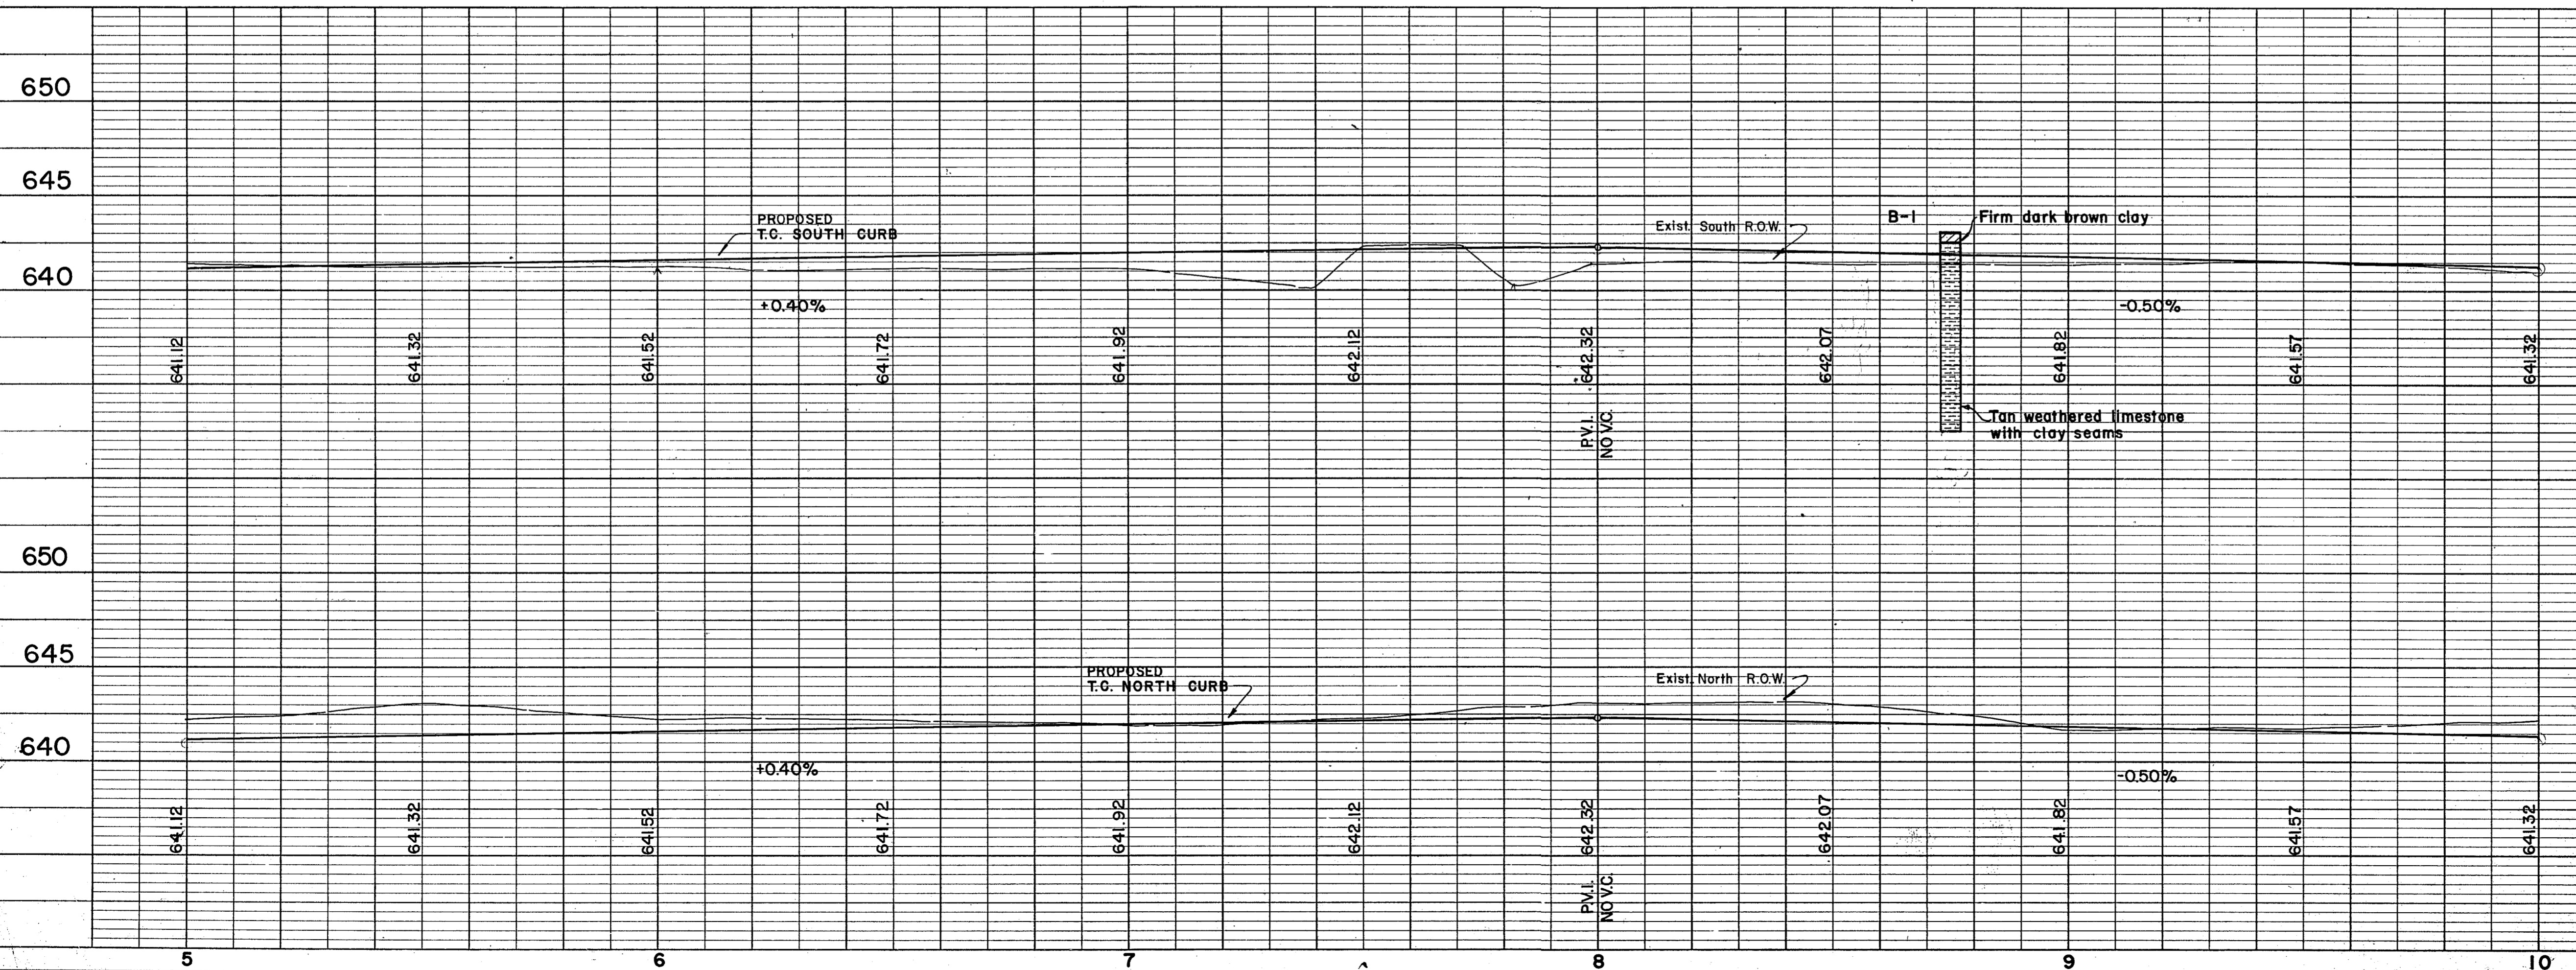 650
645
PROPOSED
T.C. SOUTH CURB
Exist. South R.O.W.
B-1
Firm dark brown clay
640
+0.40%
-0.50%
641.12
641.32
641.52
641.72
641.92
642.12
642.32
642.07
641.82
641.57
641.32
P.V.I.
NO V.C.
Tan weathered limestone
with clay seams
650
645
PROPOSED
T.C. NORTH CURB
Exist. North R.O.W.
640
+0.40%
-0.50%
641.12
641.32
641.52
641.72
641.92
642.12
642.32
642.07
641.82
641.57
641.32
P.V.I.
NO V.C.
5 6 7 8 9 10